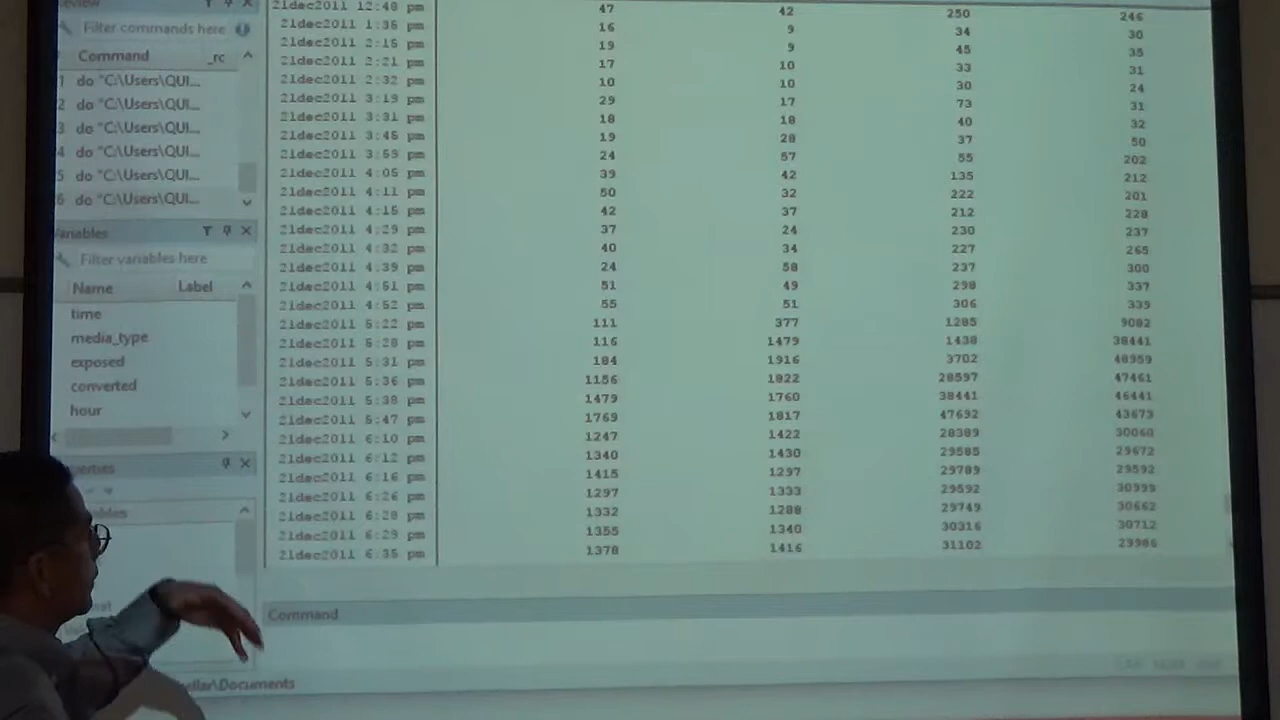 Filter commands here
Command _rc
1 do "C:\Users\QUI...
2 do "C:\Users\QUI...
3 do "C:\Users\QUI...
4 do "C:\Users\QUI...
5 do "C:\Users\QUI...
6 do "C:\Users\QUI...
Variables
Filter variables here
Name Label
time
media_type
exposed
converted
hour
21dec2011 12:48 pm 47 42 250 246
21dec2011 1:36 pm 16 9 34 30
21dec2011 2:15 pm 19 9 45 35
21dec2011 2:21 pm 17 10 33 31
21dec2011 2:32 pm 10 10 30 24
21dec2011 3:19 pm 29 17 73 31
21dec2011 3:31 pm 18 18 40 32
21dec2011 3:45 pm 19 28 37 50
21dec2011 3:59 pm 24 57 55 202
21dec2011 4:05 pm 39 42 135 212
21dec2011 4:11 pm 50 32 222 201
21dec2011 4:15 pm 42 37 212 228
21dec2011 4:29 pm 37 24 230 237
21dec2011 4:32 pm 40 34 227 265
21dec2011 4:39 pm 24 58 237 300
21dec2011 4:51 pm 51 49 298 337
21dec2011 4:52 pm 55 51 306 339
21dec2011 5:22 pm 111 377 1285 9082
21dec2011 5:28 pm 116 1479 1438 38441
21dec2011 5:31 pm 184 1916 3702 48959
21dec2011 5:36 pm 1156 1822 28597 47461
21dec2011 5:38 pm 1479 1760 38441 46441
21dec2011 5:47 pm 1769 1817 47692 43673
21dec2011 6:10 pm 1247 1422 28389 30060
21dec2011 6:12 pm 1340 1430 29585 29672
21dec2011 6:16 pm 1415 1297 29789 29592
21dec2011 6:26 pm 1297 1333 29592 30999
21dec2011 6:28 pm 1332 1288 29749 30662
21dec2011 6:29 pm 1355 1340 30316 30712
21dec2011 6:35 pm 1378 1416 31102 29986
Command
ellar\Documents